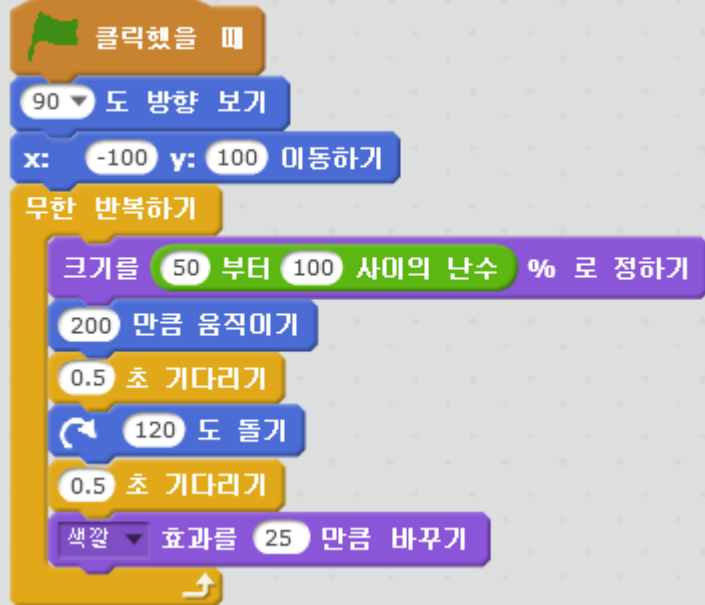 클릭했을 때
90 도 방향 보기
x: -100 y: 100 이동하기
무한 반복하기
크기를 50 부터 100 사이의 난수 % 로 정하기
200 만큼 움직이기
0.5 초 기다리기
120 도 돌기
0.5 초 기다리기
색깔 효과를 25 만큼 바꾸기